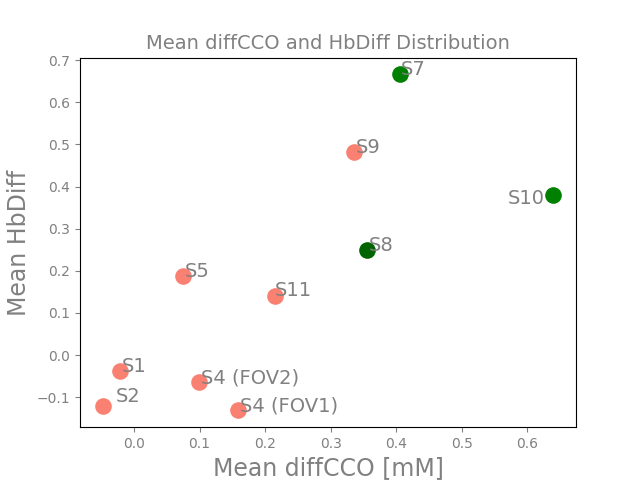 Mean diffCCO and HbDiff Distribution
0.7
S7
0.6
0.5
S9
0.4
S10
0.3
S8
0.2
S5
S11
0.1
0.0
S1
S4 (FOV2)
−0.1
S2
S4 (FOV1)
Mean HbDiff
0.0 0.1 0.2 0.3 0.4 0.5 0.6
Mean diffCCO [mM]